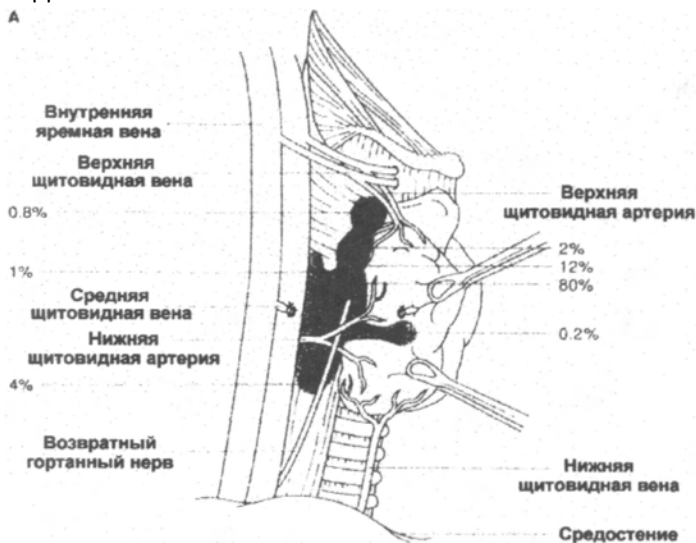 А
Внутренняя
яремная вена
Верхняя
щитовидная вена
0.8%
1%
Средняя
щитовидная вена
Нижняя
щитовидная артерия
4%
Возвратный
гортанный нерв
Верхняя
щитовидная артерия
2%
12%
80%
0.2%
Нижняя
щитовидная вена
Средостение